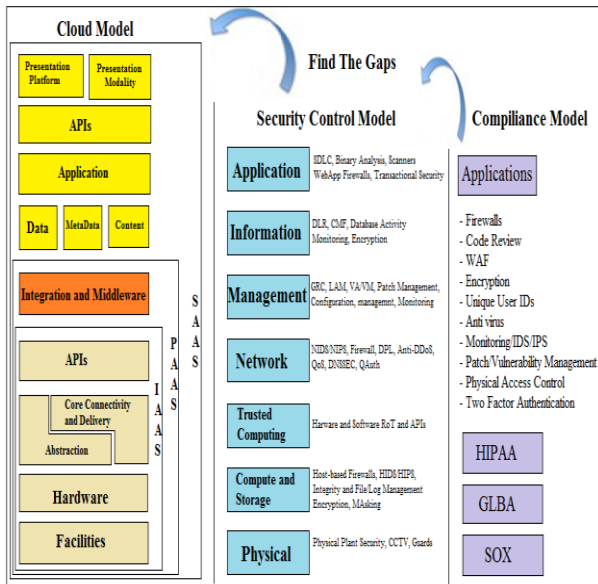 Cloud Model
Presentation
Platform
Presentation
Modality
APIs
Application
Data
MetaData
Content
Integration and Middleware
APIs
Core Connectivity
and Delivery
Abstraction
Hardware
Facilities
IAAS
PAAS
SAAS
Find The Gaps
Security Control Model
Application
SDLC, Binary Analysis, Scanners
WebApp Firewalls, Transactional Security
Information
DLR, CMF, Database Activity
Monitoring, Encryption
Management
GRC, LAM, VA/VM, Patch Management,
Configuration, managemnt, Monitoring
Network
NIDS/NIPS, Firewall, DPL, Anti-DDoS,
QoS, DNSSEC, QAuth
Trusted
Computing
Harware and Software RoT and APIs
Compute and
Storage
Host-based Firewalls, HIDS/HIPS,
Integrity and File/Log Management
Encryption, MAsking
Physical
Physical Plant Security, CCTV, Guards
Compiliance Model
Applications
- Firewalls
- Code Review
- WAF
- Encryption
- Unique User IDs
- Anti virus
- Monitoring/IDS/IPS
- Patch/Vulnerability Management
- Physical Access Control
- Two Factor Authentication
HIPAA
GLBA
SOX